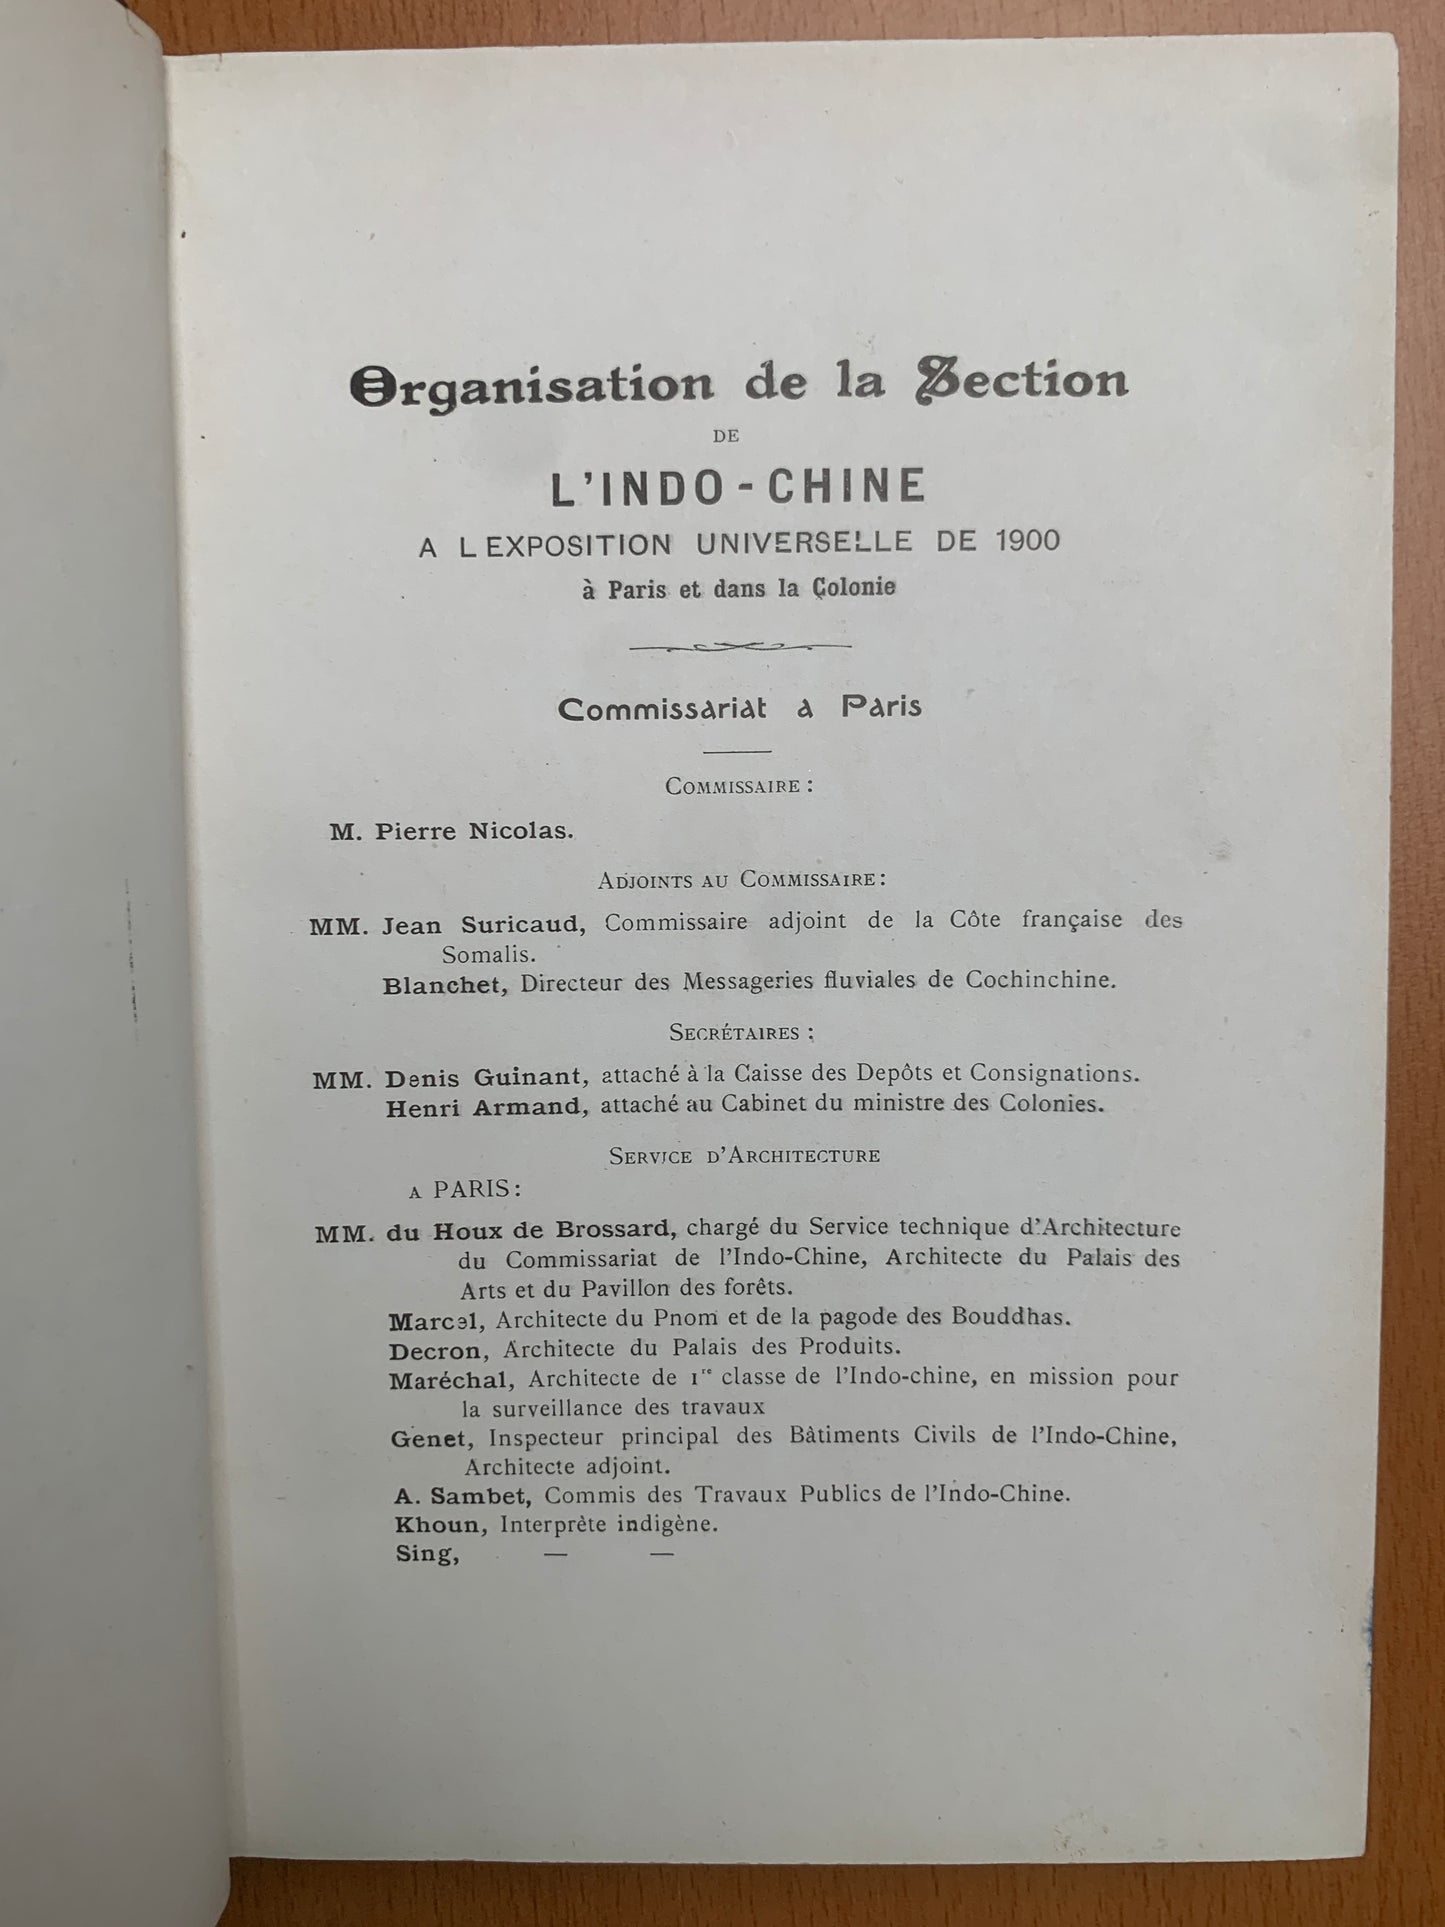 Organisation de la Section
DE
L'INDO-CHINE
A L EXPOSITION UNIVERSELLE DE 1900
à Paris et dans la Colonie
Commissariat a Paris
COMMISSAIRE :
M. Pierre Nicolas.
ADJOINTS AU COMMISSAIRE :
MM. Jean Suricaud, Commissaire adjoint de la Côte française des
Somalis.
Blanchet, Directeur des Messageries fluviales de Cochinchine.
SECRÉTAIRES :
MM. Denis Guinant, attaché à la Caisse des Depôts et Consignations.
Henri Armand, attaché au Cabinet du ministre des Colonies.
SERVICE D'ARCHITECTURE
A PARIS :
MM. du Houx de Brossard, chargé du Service technique d'Architecture
du Commissariat de l'Indo-Chine, Architecte du Palais des
Arts et du Pavillon des forêts.
Marcel, Architecte du Pnom et de la pagode des Bouddhas.
Decron, Architecte du Palais des Produits.
Maréchal, Architecte de 1re classe de l'Indo-chine, en mission pour
la surveillance des travaux
Genet, Inspecteur principal des Bâtiments Civils de l'Indo-Chine,
Architecte adjoint.
A. Sambet, Commis des Travaux Publics de l'Indo-Chine.
Khoun, Interprète indigène.
Sing, — —